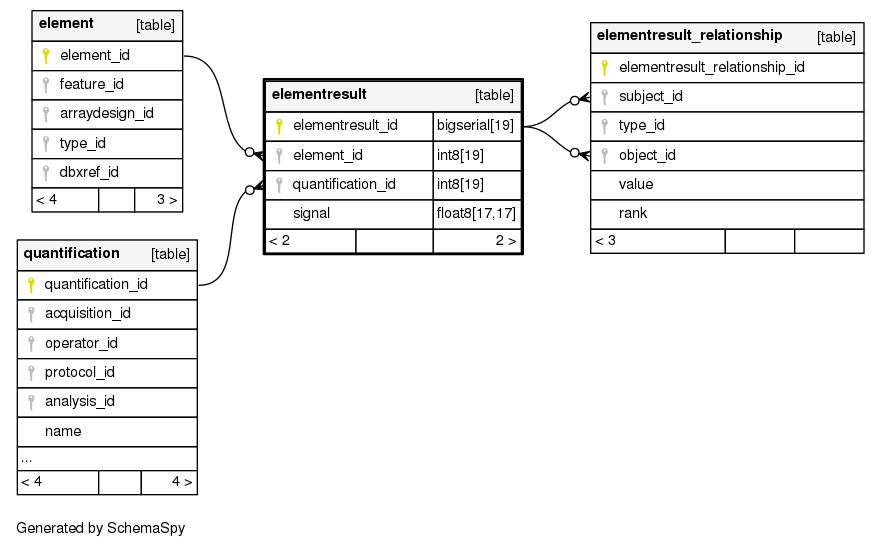 element [table]
element_id
feature_id
arraydesign_id
type_id
dbxref_id
< 4 3 >
quantification [table]
quantification_id
acquisition_id
operator_id
protocol_id
analysis_id
name
...
< 4 4 >
elementresult [table]
elementresult_id bigserial[19]
element_id int8[19]
quantification_id int8[19]
signal float8[17,17]
< 2 2 >
elementresult_relationship [table]
elementresult_relationship_id
subject_id
type_id
object_id
value
rank
< 3
Generated by SchemaSpy